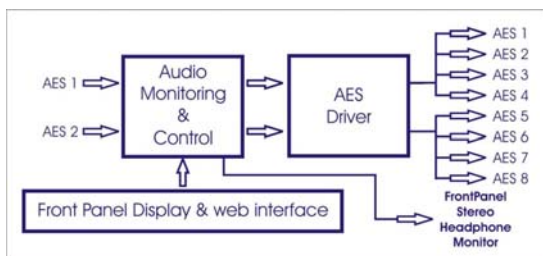 AES 1
AES 2
Audio
Monitoring
&
Control
AES
Driver
AES 1
AES 2
AES 3
AES 4
AES 5
AES 6
AES 7
AES 8
Front Panel Display & web interface
FrontPanel
Stereo
Headphone
Monitor